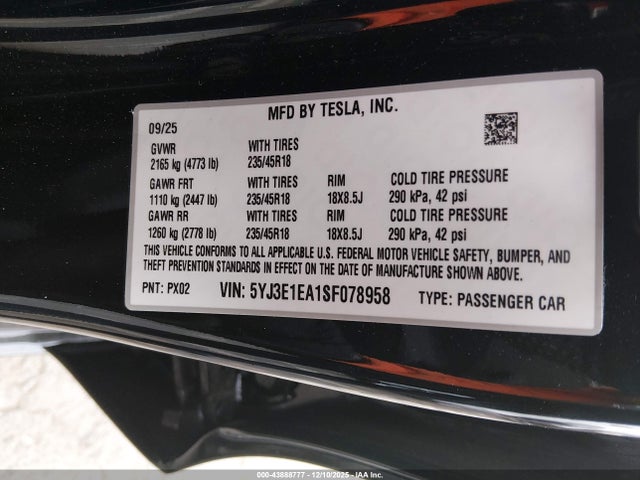 MFD BY TESLA, INC.
09/25
GVWR WITH TIRES
2165 kg (4773 lb) 235/45R18
GAWR FRT WITH TIRES RIM COLD TIRE PRESSURE
1110 kg (2447 lb) 235/45R18 18X8.5J 290 kPa, 42 psi
GAWR RR WITH TIRES RIM COLD TIRE PRESSURE
1260 kg (2778 lb) 235/45R18 18X8.5J 290 kPa, 42 psi
THIS VEHICLE CONFORMS TO ALL APPLICABLE U.S. FEDERAL MOTOR VEHICLE SAFETY, BUMPER, AND
THEFT PREVENTION STANDARDS IN EFFECT ON THE DATE OF MANUFACTURE SHOWN ABOVE.
PNT: PX02 VIN: 5YJ3E1EA1SF078958 TYPE: PASSENGER CAR
000-43888777 - 12/10/2025 - IAA Inc.